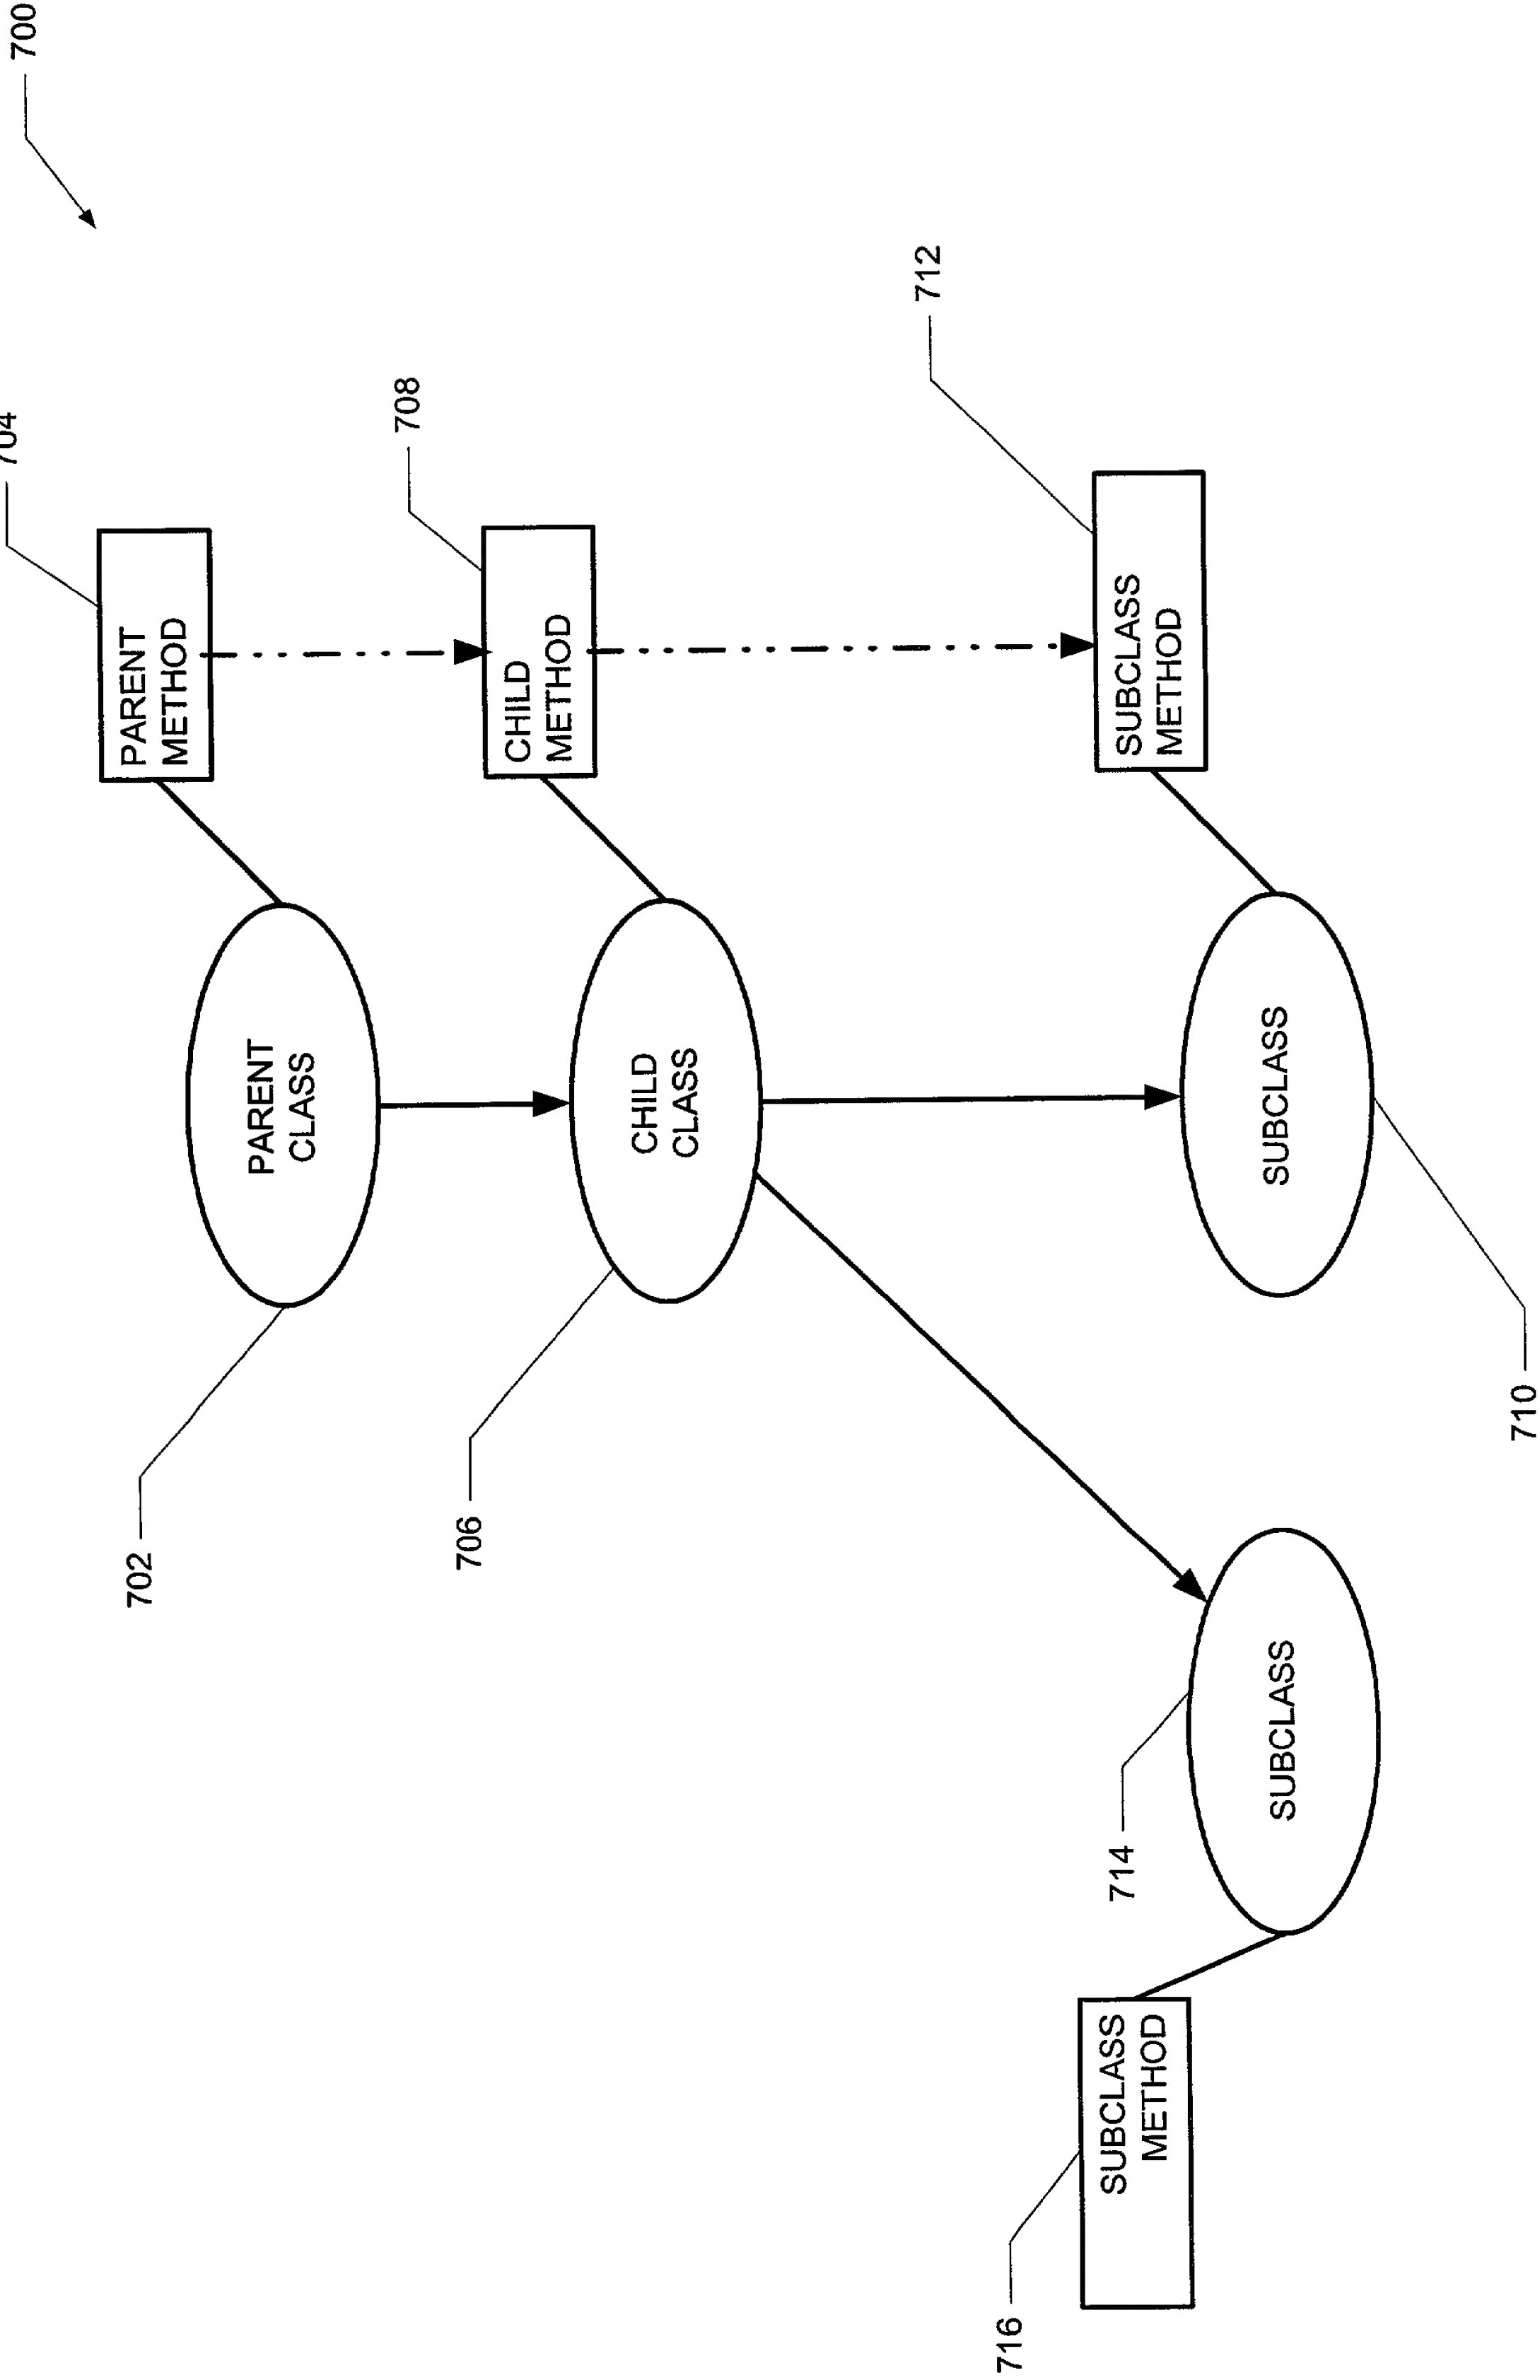 700
704
PARENT
METHOD
708
CHILD
METHOD
712
SUBCLASS
METHOD
PARENT
CLASS
702
CHILD
CLASS
706
SUBCLASS
710
SUBCLASS
714
SUBCLASS
METHOD
716